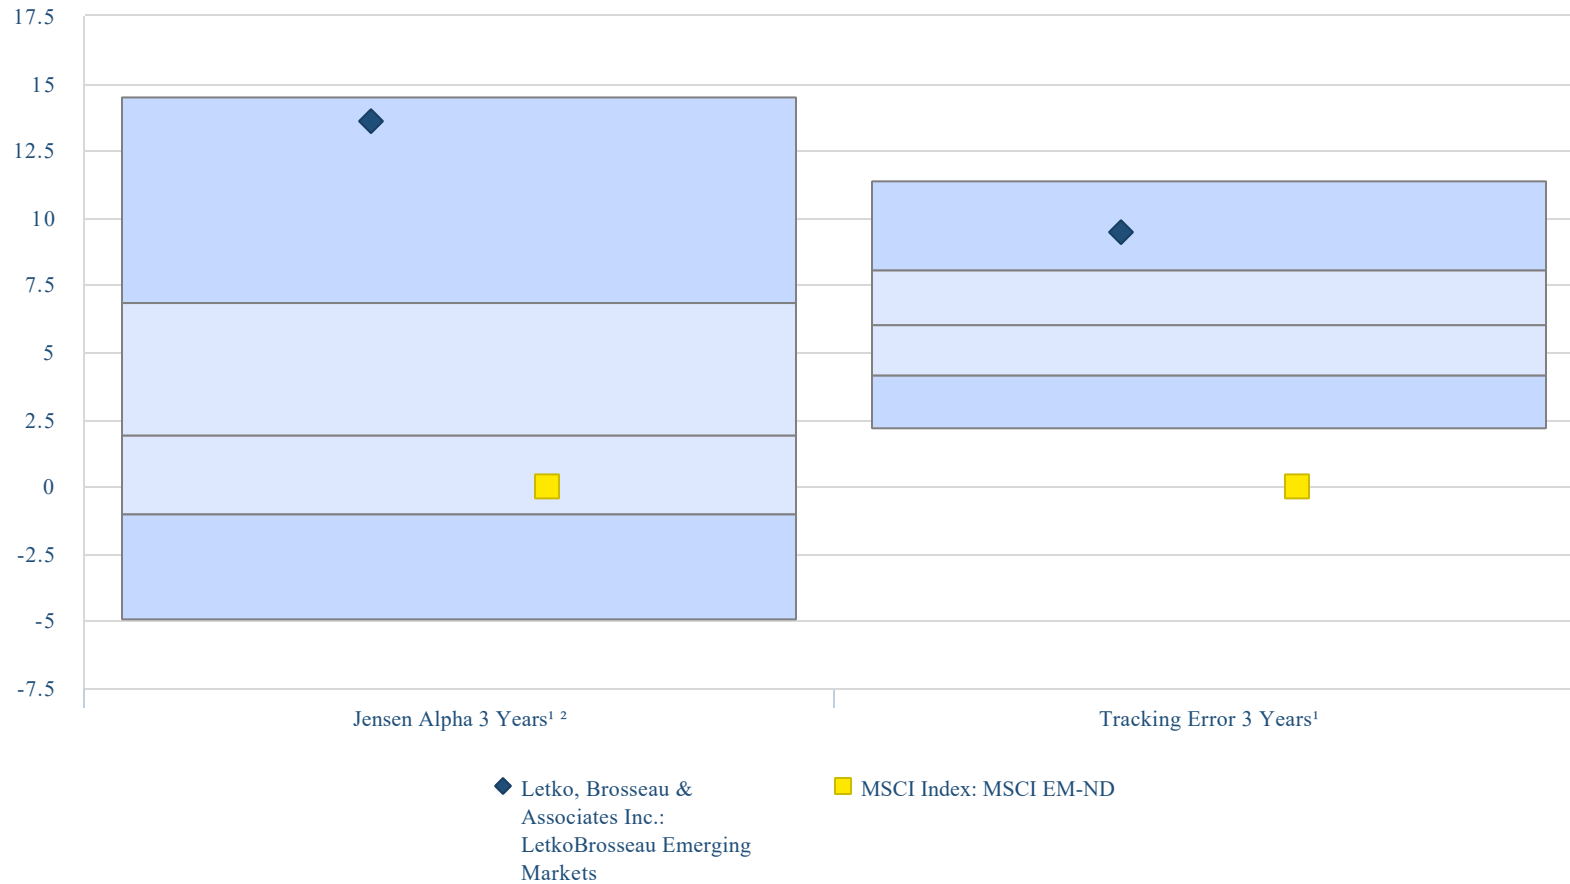 17.5
15
12.5
10
7.5
5
2.5
0
-2.5
-5
-7.5
Jensen Alpha 3 Years¹ ²
Tracking Error 3 Years¹
Letko, Brosseau &
Associates Inc.:
LetkoBrosseau Emerging
Markets
MSCI Index: MSCI EM-ND